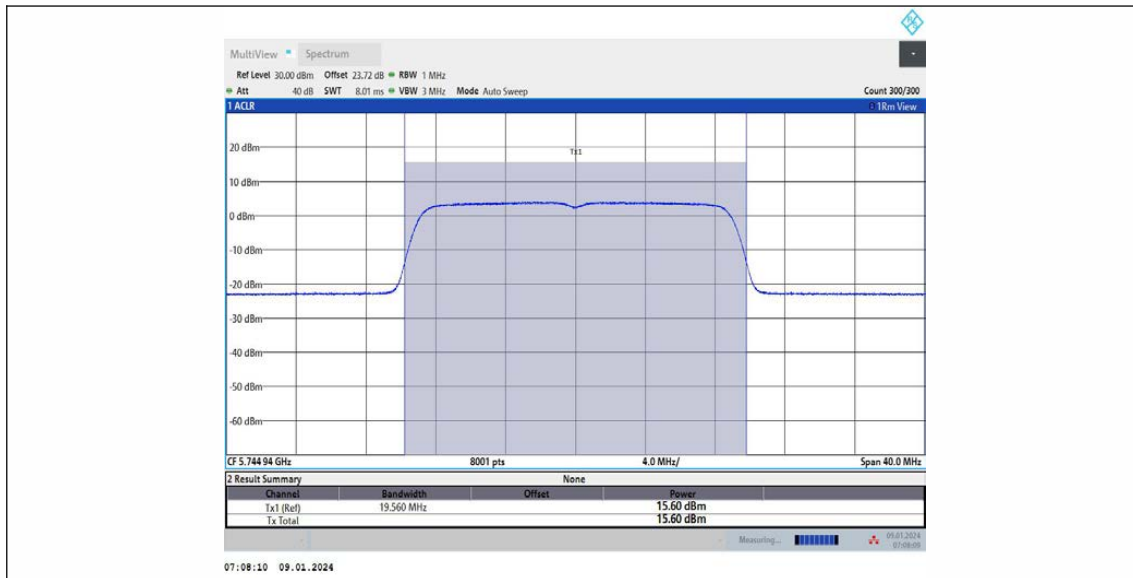 MultiView Spectrum
Ref Level 30.00 dBm Offset 23.72 dB RBW 1 MHz
Att 40 dB SWT 8.01 ms VBW 3 MHz Mode Auto Sweep Count 300/300
1 ACLR 1Rm View
20 dBm
Tx1
10 dBm
0 dBm
-10 dBm
-20 dBm
-30 dBm
-40 dBm
-50 dBm
-60 dBm
CF 5.744 94 GHz 8001 pts 4.0 MHz/ Span 40.0 MHz
2 Result Summary None
Channel Bandwidth Offset Power
Tx1 (Ref) 19.560 MHz 15.60 dBm
Tx Total 15.60 dBm
Measuring... 09.01.2024
07:08:09
07:08:10 09.01.2024